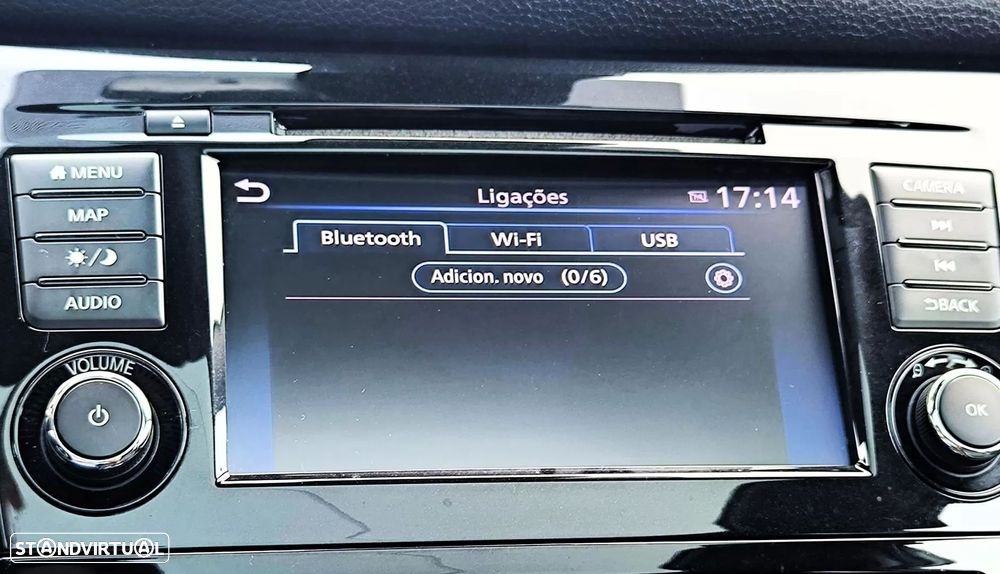 MENU
MAP
AUDIO
VOLUME
Ligações
17:14
Bluetooth
Wi-Fi
USB
Adicion. novo (0/6)
CAMERA
BACK
OK
STANDVIRTUAL